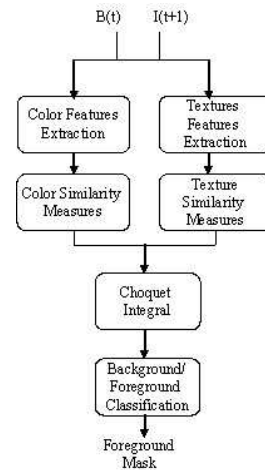 B(t) I(t+1)
Color Features
Extraction
Textures
Features
Extraction
Color Similarity
Measures
Texture
Similarity
Measures
Choquet
Integral
Background/
Foreground
Classification
Foreground
Mask